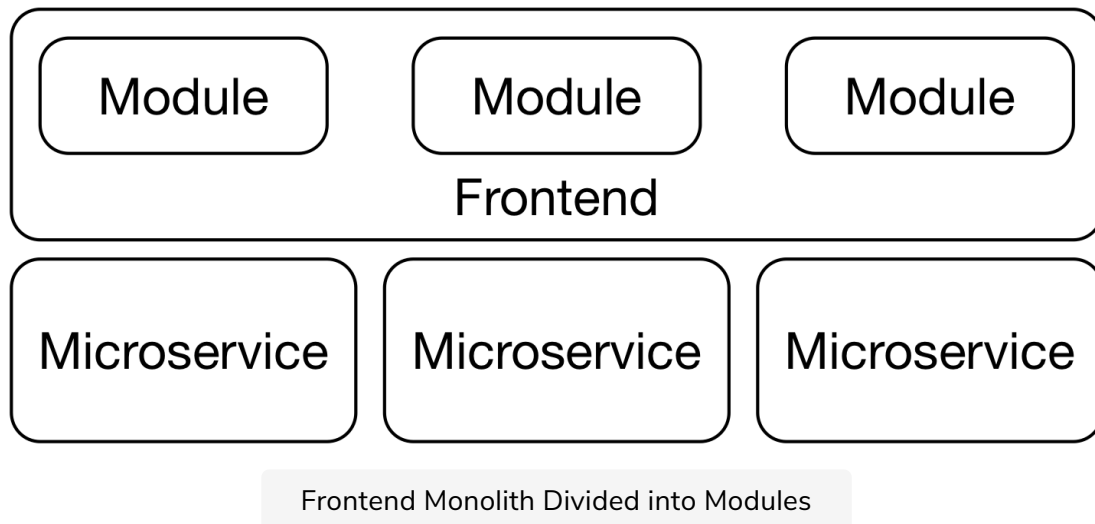 Module Module Module
Frontend
Microservice Microservice Microservice
Frontend Monolith Divided into Modules